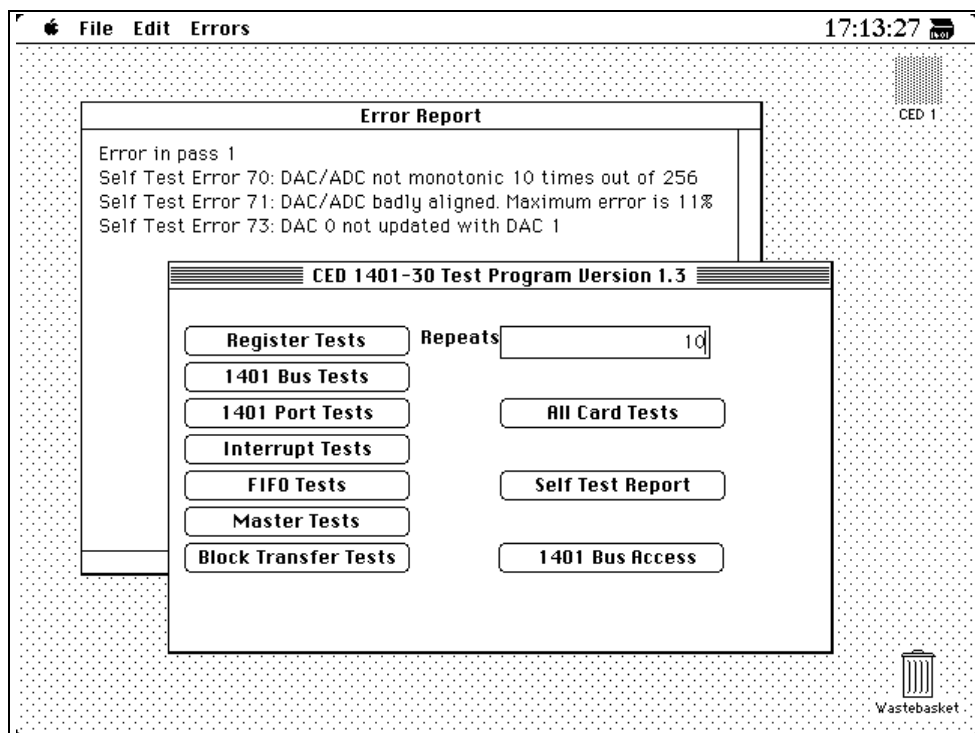 File Edit Errors 17:13:27
1401
CED 1
Error Report
Error in pass 1
Self Test Error 70: DAC/ADC not monotonic 10 times out of 256
Self Test Error 71: DAC/ADC badly aligned. Maximum error is 11%
Self Test Error 73: DAC 0 not updated with DAC 1
CED 1401-30 Test Program Version 1.3
Register Tests Repeats 10
1401 Bus Tests
1401 Port Tests All Card Tests
Interrupt Tests
FIFO Tests Self Test Report
Master Tests
Block Transfer Tests 1401 Bus Access
Wastebasket